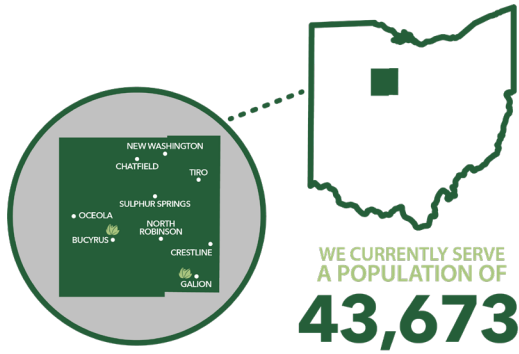 NEW WASHINGTON
CHATFIELD
TIRO
SULPHUR SPRINGS
OCEOLA
NORTH
ROBINSON
BUCYRUS
CRESTLINE
GALION
WE CURRENTLY SERVE
A POPULATION OF
43,673